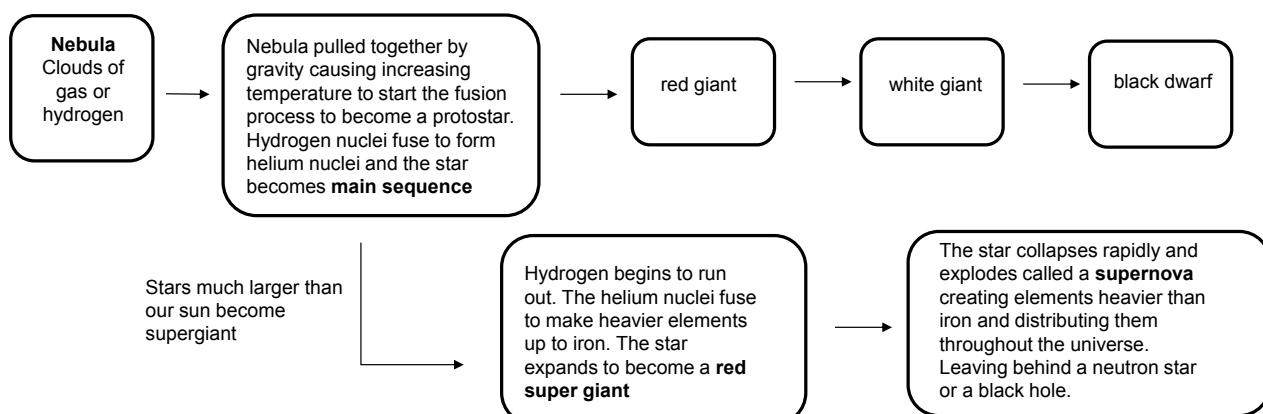 Nebula
Clouds of
gas or
hydrogen
Nebula pulled together by
gravity causing increasing
temperature to start the fusion
process to become a protostar.
Hydrogen nuclei fuse to form
helium nuclei and the star
becomes main sequence
red giant
white giant
black dwarf
Stars much larger than
our sun become
supergiant
Hydrogen begins to run
out. The helium nuclei fuse
to make heavier elements
up to iron. The star
expands to become a red
super giant
The star collapses rapidly and
explodes called a supernova
creating elements heavier than
iron and distributing them
throughout the universe.
Leaving behind a neutron star
or a black hole.